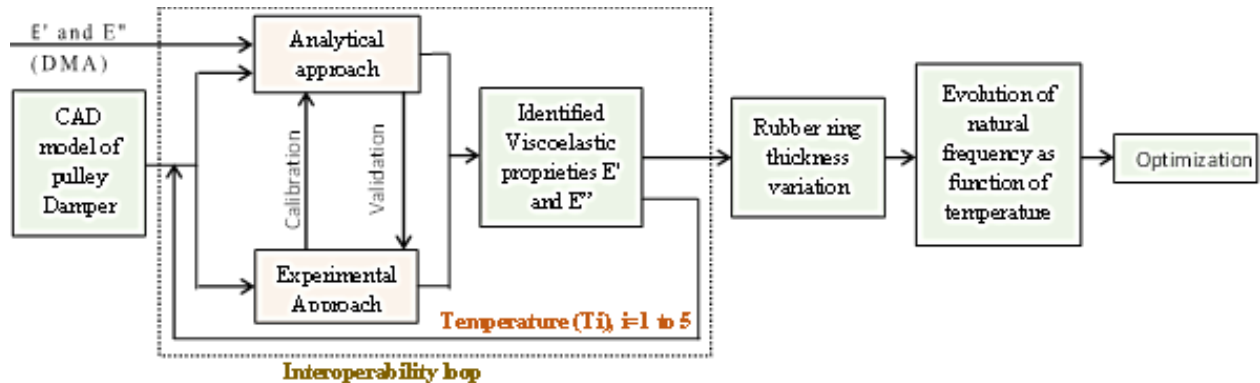 E' and E"
(DMA)
CAD
model of
pulley
Damper
Analytical
approach
Calibration
Validation
Experimental
Approach
Identified
Viscoelastic
proprieties E'
and E"
Temperature (Ti), i=1 to 5
Interoperability loop
Rubber ring
thickness
variation
Evolution of
natural
frequency as
function of
temperature
Optimization